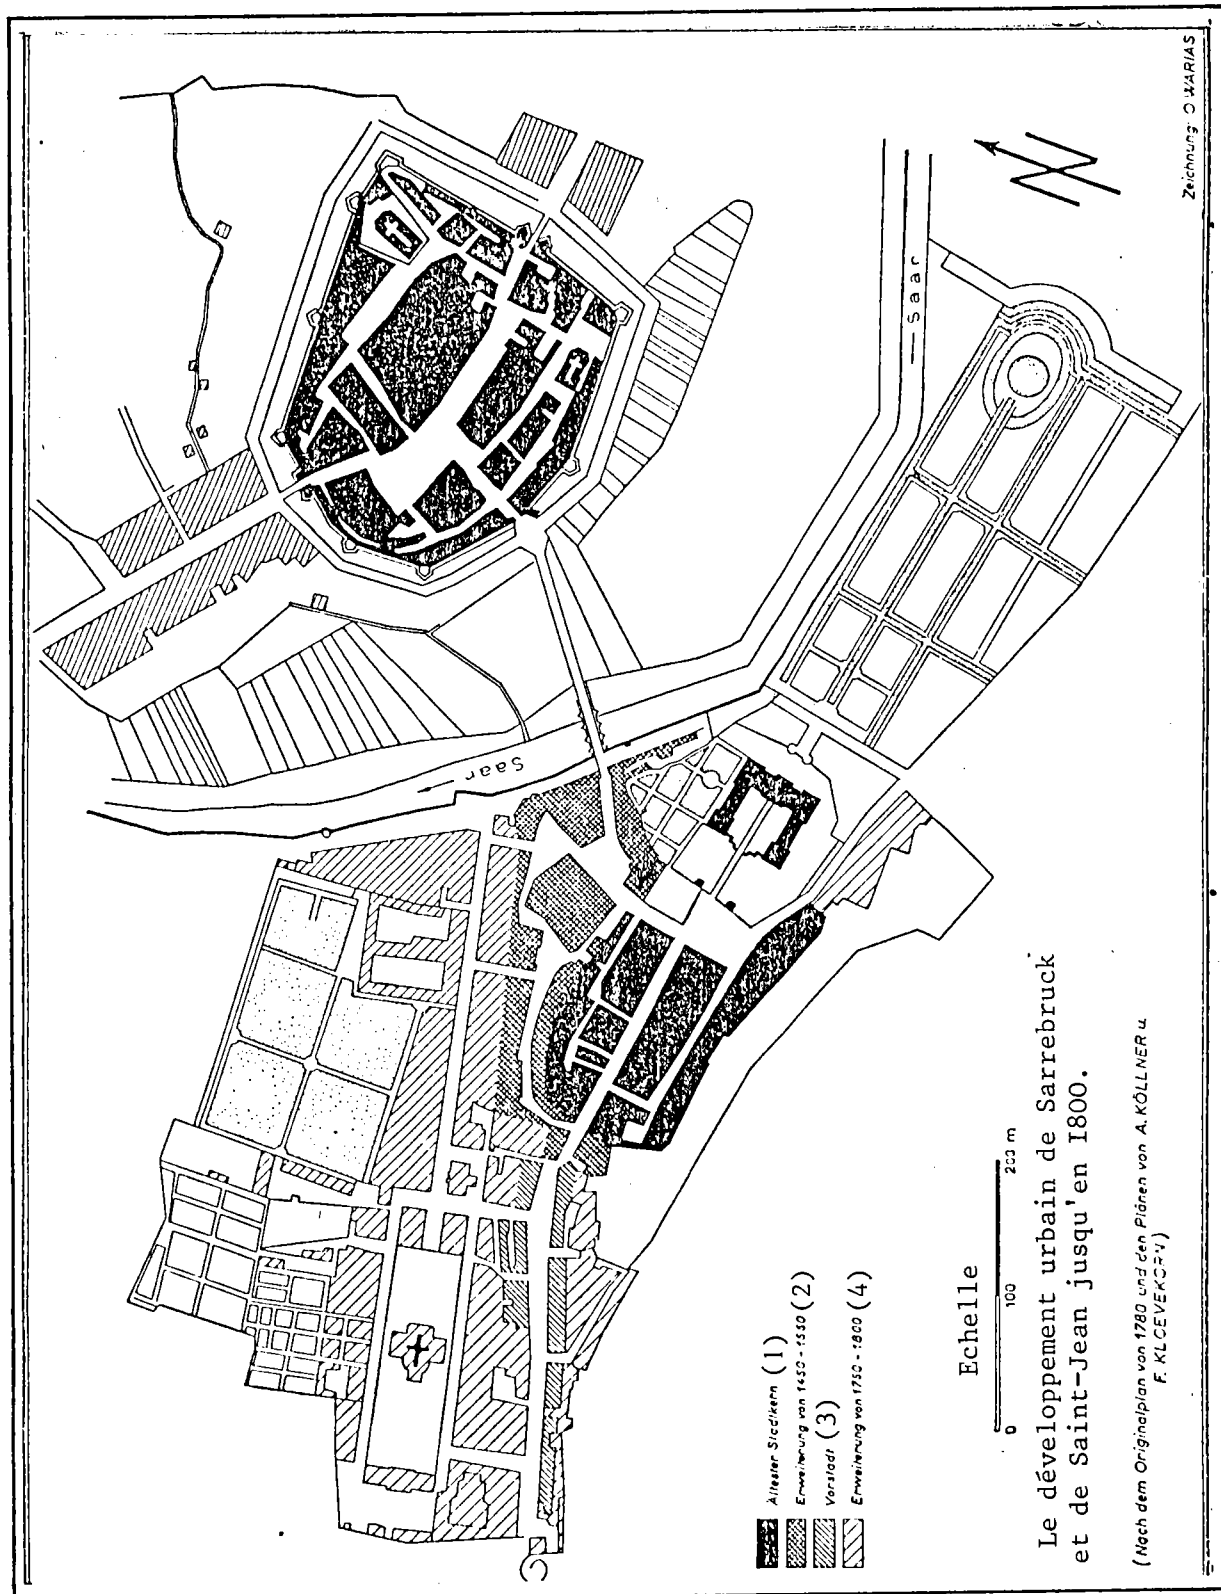 Zeichnung: O WARIAS
Saar
Saar
Ältester Stadtkern (1)
Erweiterung von 1450 - 1550 (2)
Vorstadt (3)
Erweiterung von 1750 - 1800 (4)
Echelle
0 100 200 m
Le développement urbain de Sarrebruck
et de Saint-Jean jusqu'en 1800.
(Nach dem Originalplan von 1780 und den Plänen von A. KÖLLNER u.
F. KLOEVEKORN)